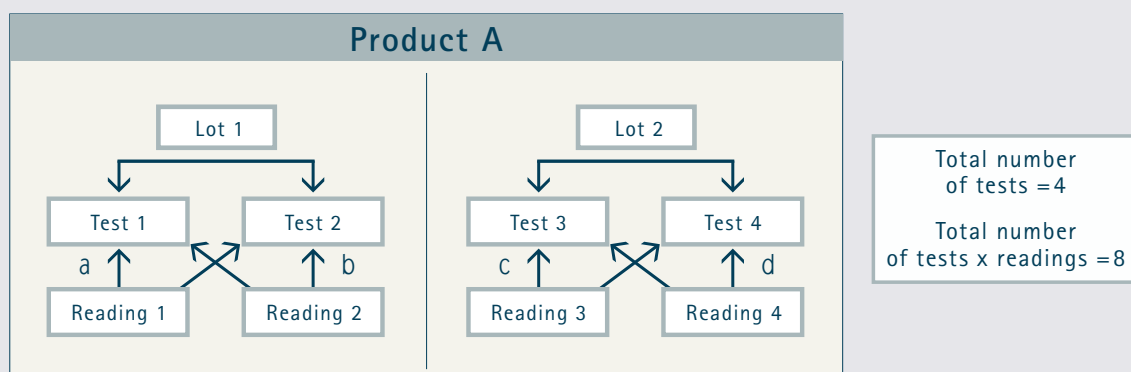 Product A
Lot 1
Lot 2
Test 1
Test 2
Test 3
Test 4
a
b
c
d
Reading 1
Reading 2
Reading 3
Reading 4
Total number
of tests = 4
Total number
of tests x readings = 8